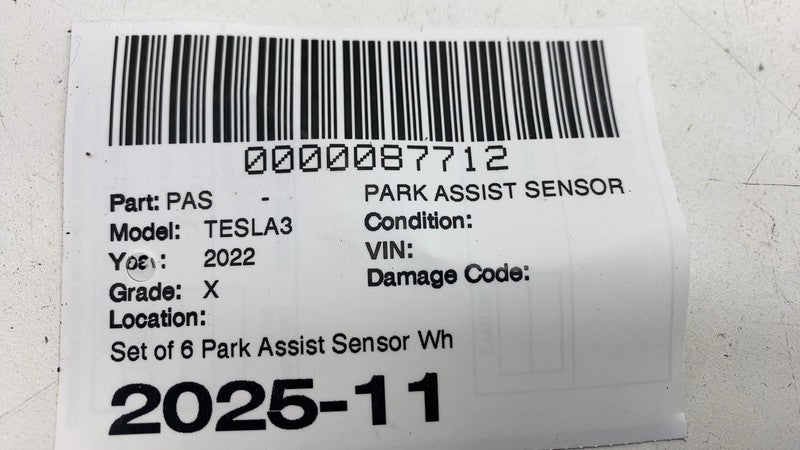 0000087712
Part: PAS - PARK ASSIST SENSOR
Model: TESLA3 Condition:
2022 VIN:
Grade: X Damage Code:
Location:
Set of 6 Park Assist Sensor Wh
2025-11